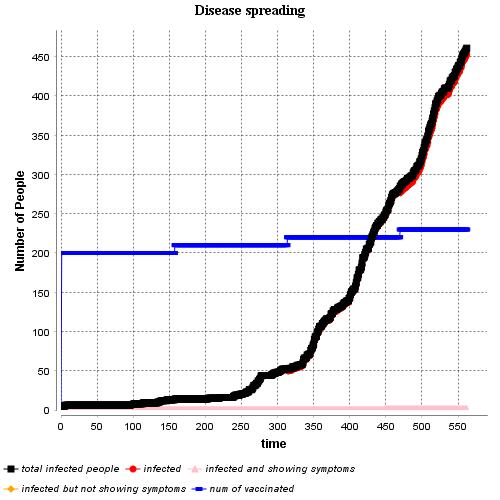 Disease spreading
Number of People
450
400
350
300
250
200
150
100
50
0
0 50 100 150 200 250 300 350 400 450 500 550
time
total infected people infected infected and showing symptoms
infected but not showing symptoms num of vaccinated